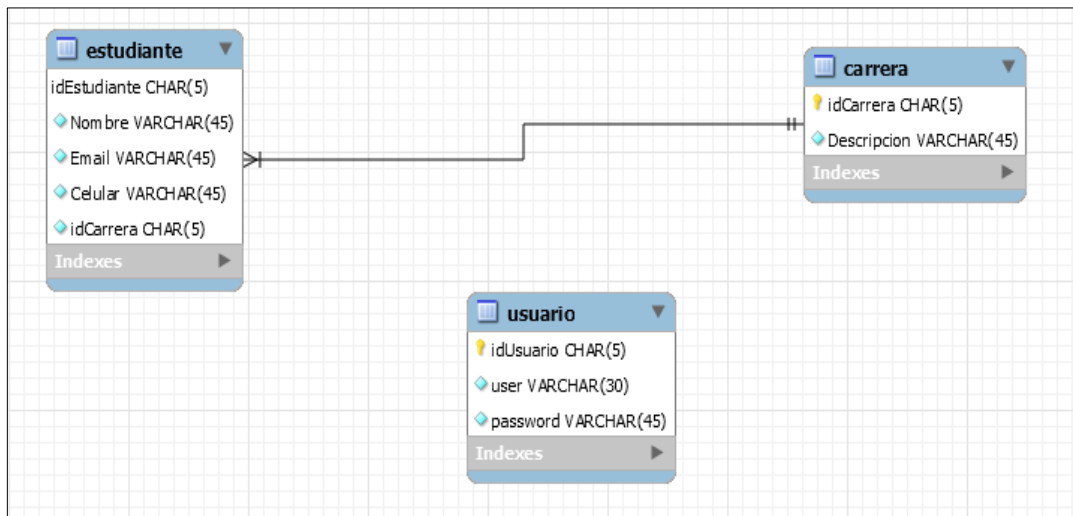 estudiante
idEstudiante CHAR(5)
Nombre VARCHAR(45)
Email VARCHAR(45)
Celular VARCHAR(45)
idCarrera CHAR(5)
Indexes
carrera
idCarrera CHAR(5)
Descripcion VARCHAR(45)
Indexes
usuario
idUsuario CHAR(5)
user VARCHAR(30)
password VARCHAR(45)
Indexes